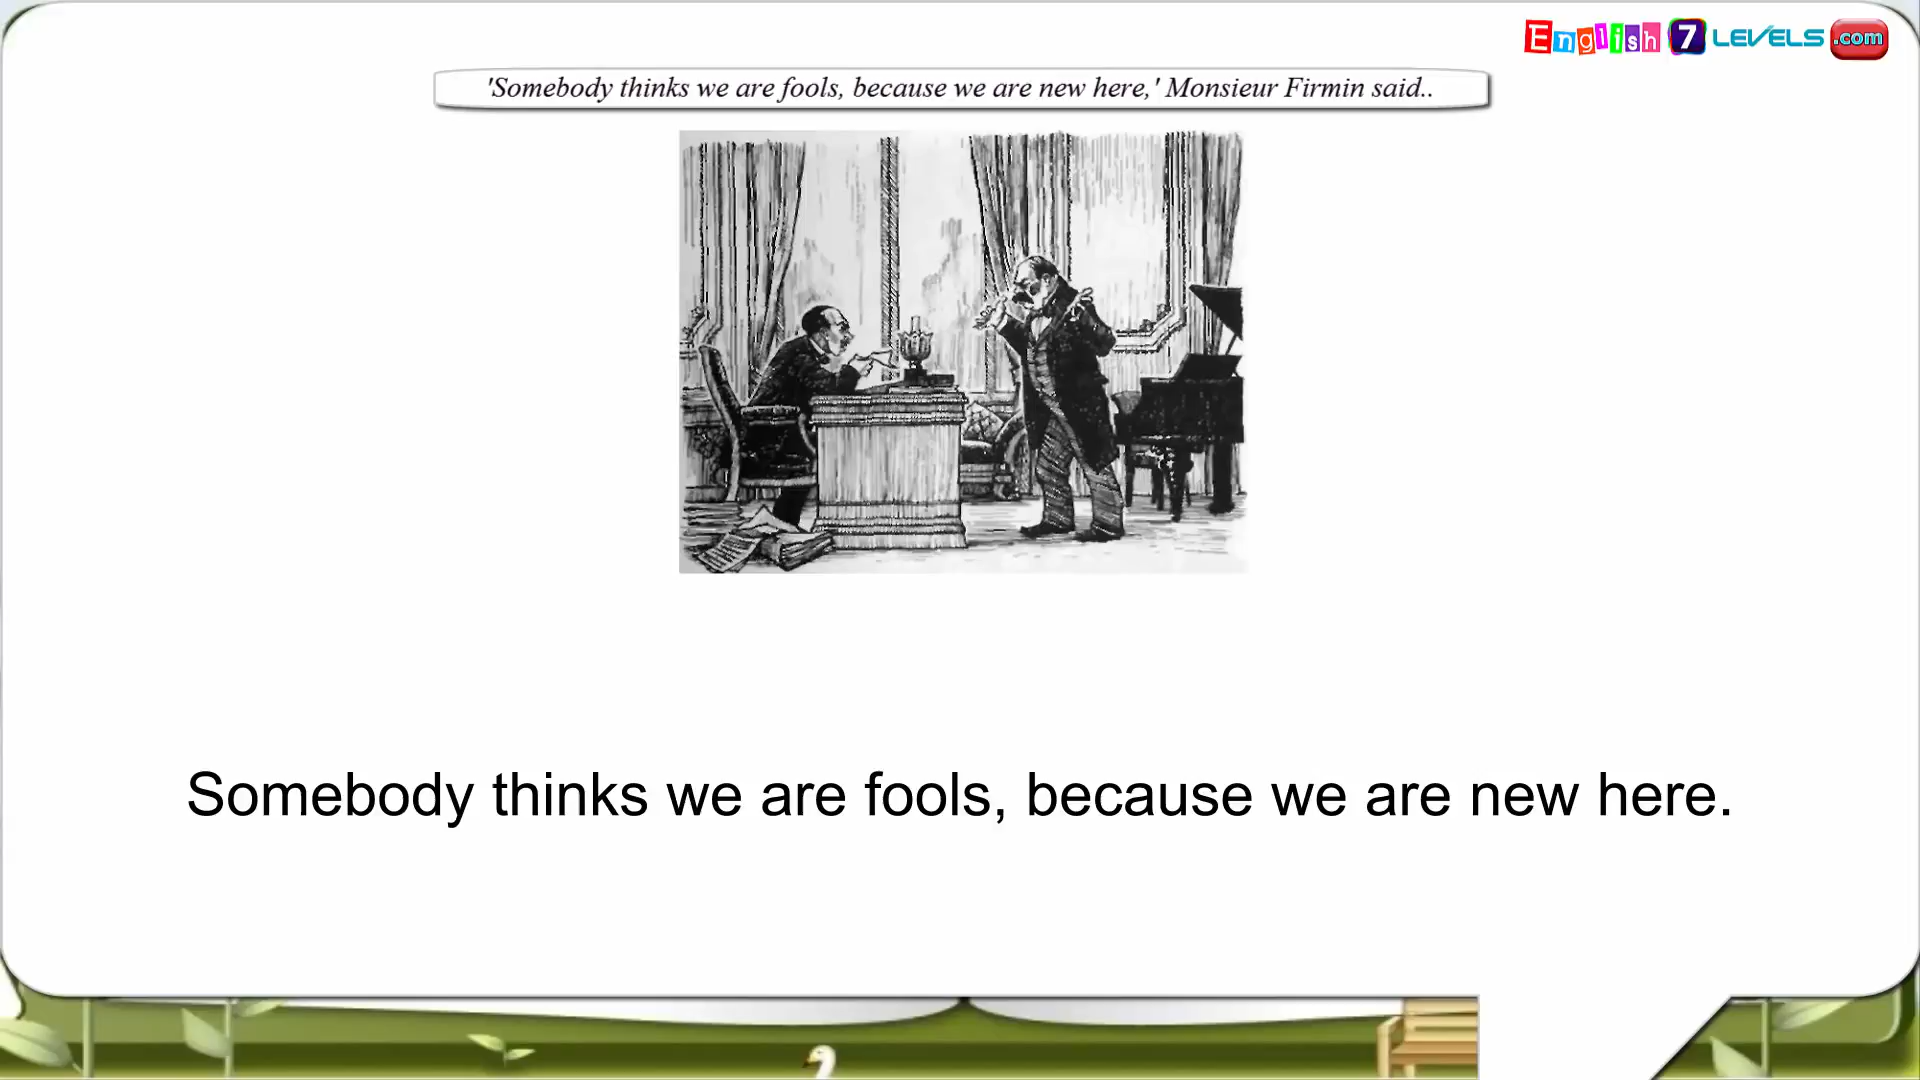 English 7 LEVELS .com
'Somebody thinks we are fools, because we are new here,' Monsieur Firmin said..
Somebody thinks we are fools, because we are new here.